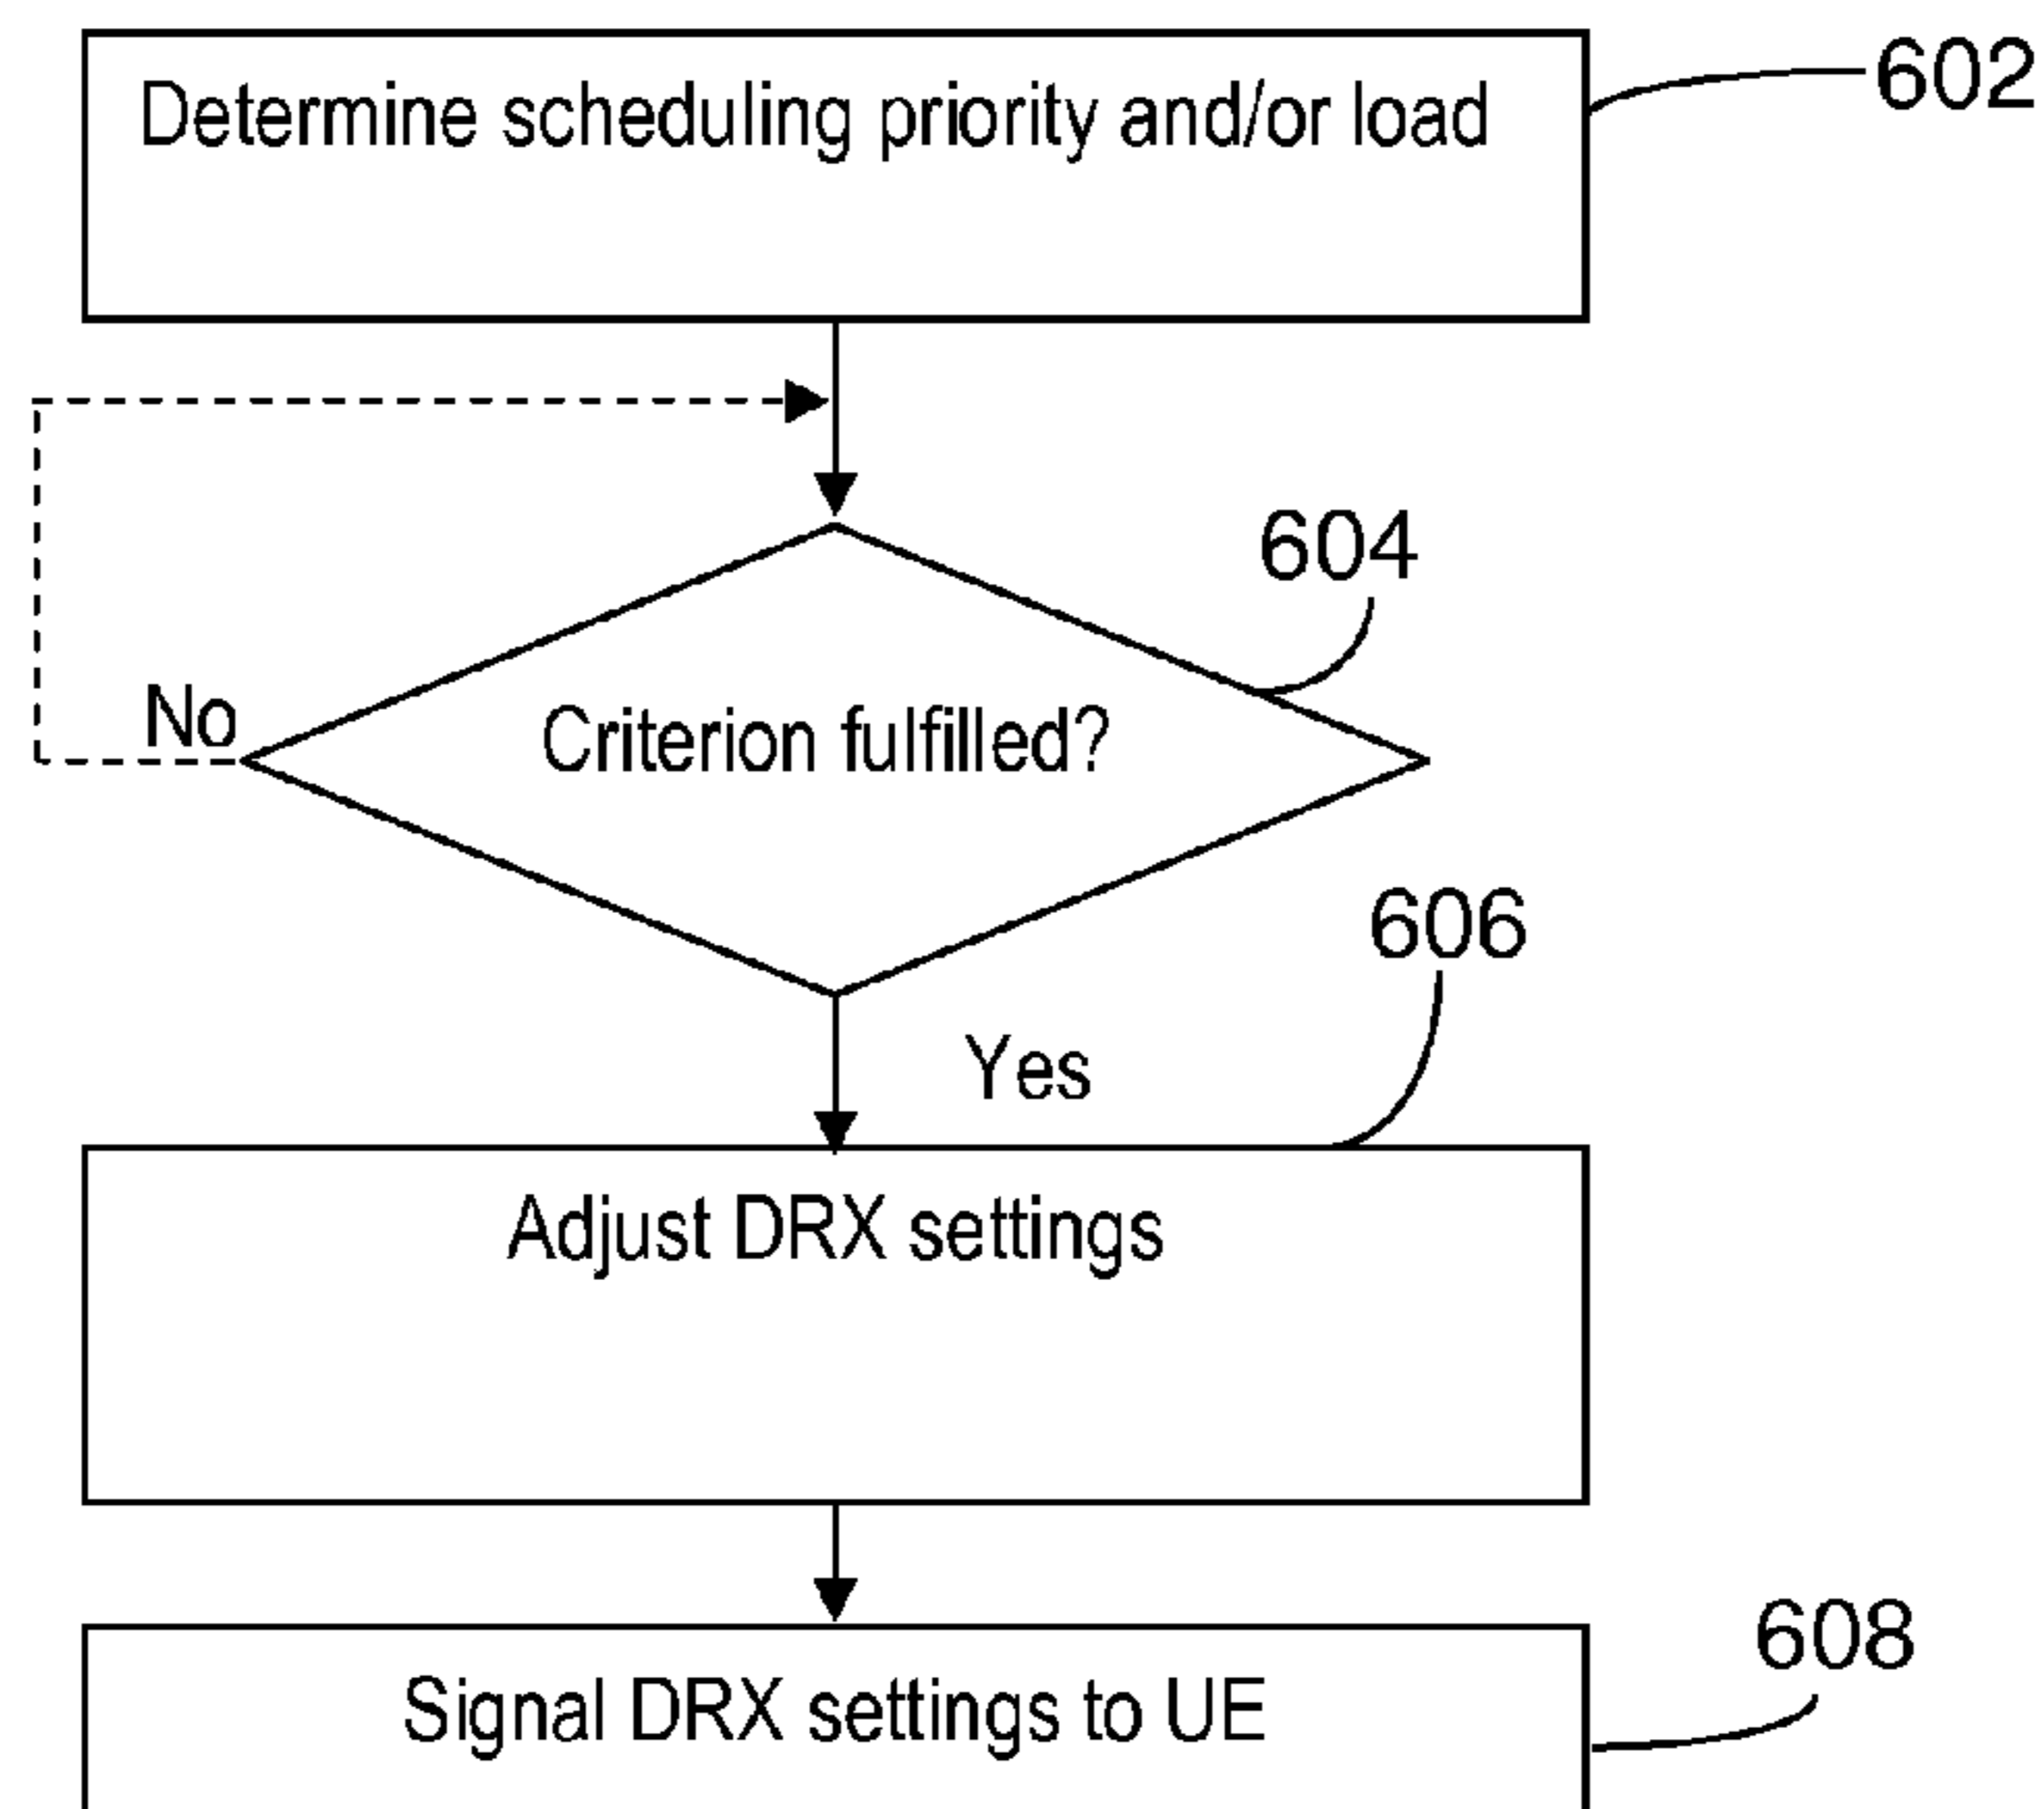 Determine scheduling priority and/or load
602
604
No
Criterion fulfilled?
606
Yes
Adjust DRX settings
608
Signal DRX settings to UE